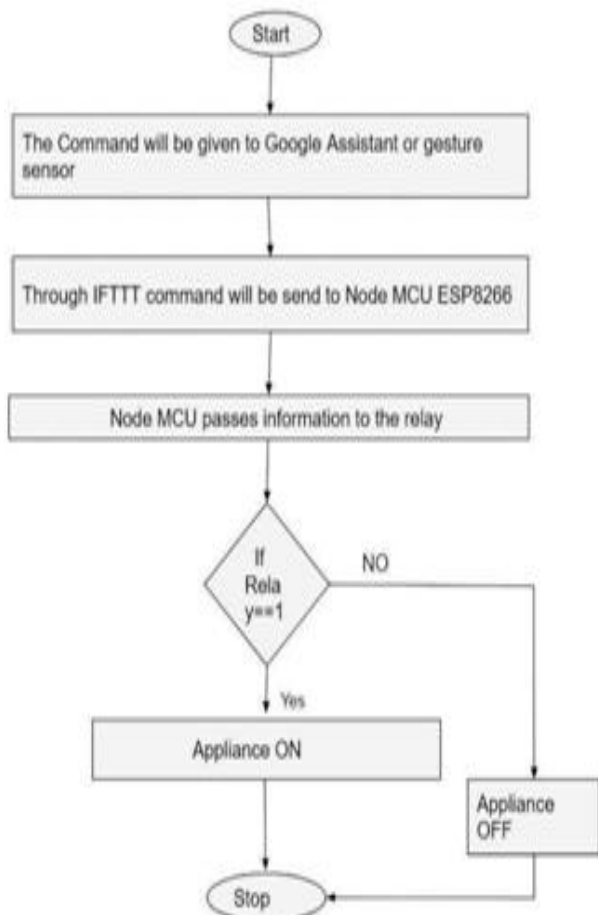 Start
The Command will be given to Google Assistant or gesture
sensor
Through IFTTT command will be send to Node MCU ESP8266
Node MCU passes information to the relay
If
Rela
y==1
NO
Yes
Appliance ON
Appliance
OFF
Stop